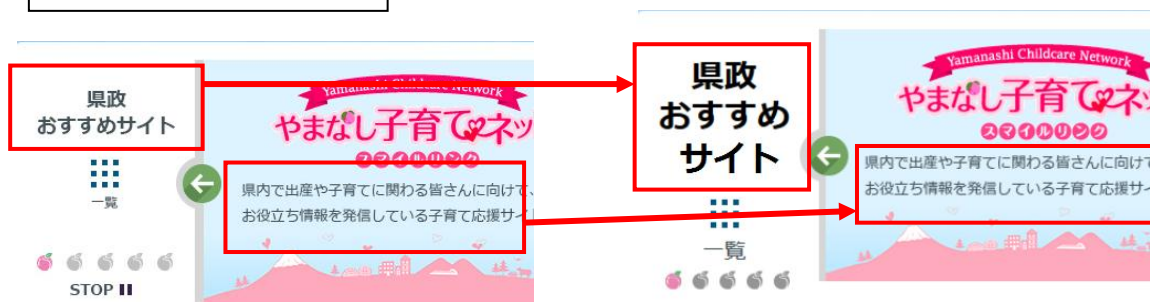 県政
おすすめサイト
一覧
STOP
Yamanashi Childcare Network
やまなし子育て ネッ
スマイルリンク
県内で出産や子育てに関わる皆さんに向けて、
お役立ち情報を発信している子育て応援サイ
県政
おすすめ
サイト
一覧
Yamanashi Childcare Network
やまなし子育て ネッ
スマイルリンク
県内で出産や子育てに関わる皆さんに向けて
お役立ち情報を発信している子育て応援サイ